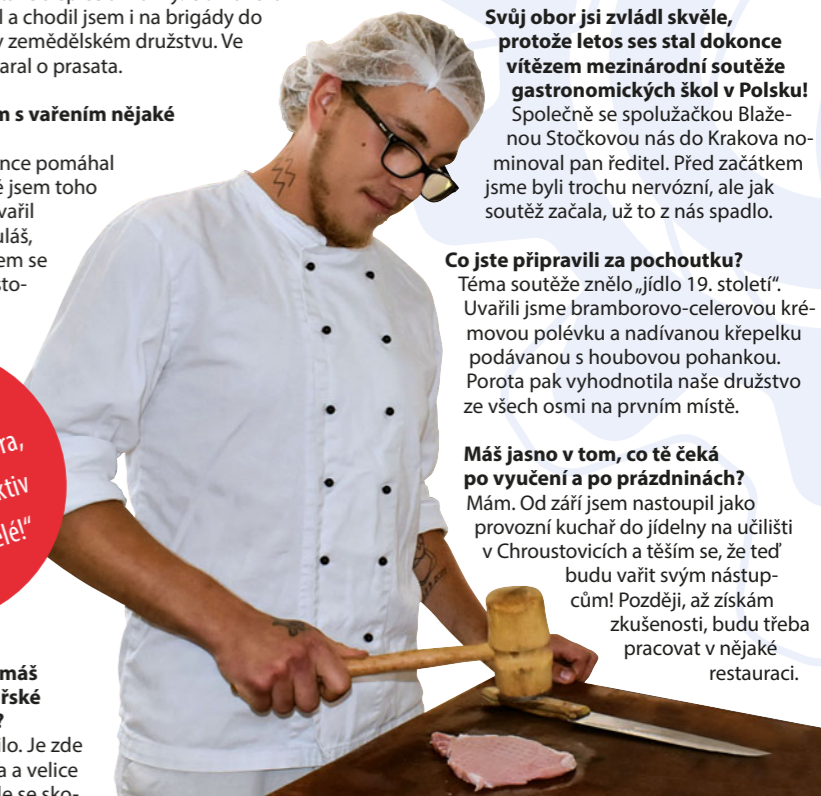 l a chodil jsem i na brigády do
y zemědělském družstvu. Ve
aral o prasata.
m s vařením nějaké
nce pomáhal
é jsem toho
vařil
uláš,
em se
sto-
ra,
ktiv
elé!“
máš
řské
?
ilo. Je zde
a a velice
le se sko-
Svůj obor jsi zvládl skvěle,
protože letos ses stal dokonce
vítězem mezinárodní soutěže
gastronomických škol v Polsku!
Společně se spolužačkou Blaže-
nou Stočkovou nás do Krakova no-
minoval pan ředitel. Před začátkem
jsme byli trochu nervózní, ale jak
soutěž začala, už to z nás spadlo.
Co jste připravili za pochoutku?
Téma soutěže znělo „jídlo 19. století“.
Uvařili jsme bramborovo-celerovou kré-
movou polévku a nadívanou křepelku
podávanou s houbovou pohankou.
Porota pak vyhodnotila naše družstvo
ze všech osmi na prvním místě.
Máš jasno v tom, co tě čeká
po vyučení a po prázdninách?
Mám. Od září jsem nastoupil jako
provozní kuchař do jídelny na učilišti
v Chroustovicích a těším se, že teď
budu vařit svým nástup-
cům! Později, až získám
zkušenosti, budu třeba
pracovat v nějaké
restauraci.